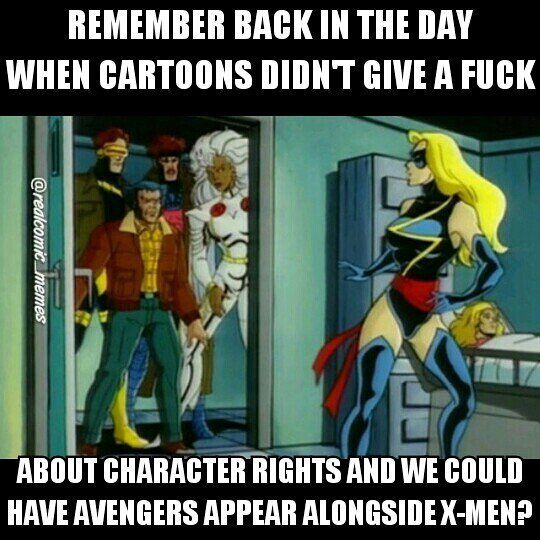 REMEMBER BACK IN THE DAY
WHEN CARTOONS DIDN'T GIVE A FUCK
@realcomic_memes
ABOUT CHARACTER RIGHTS AND WE COULD
HAVE AVENGERS APPEAR ALONGSIDE X-MEN?